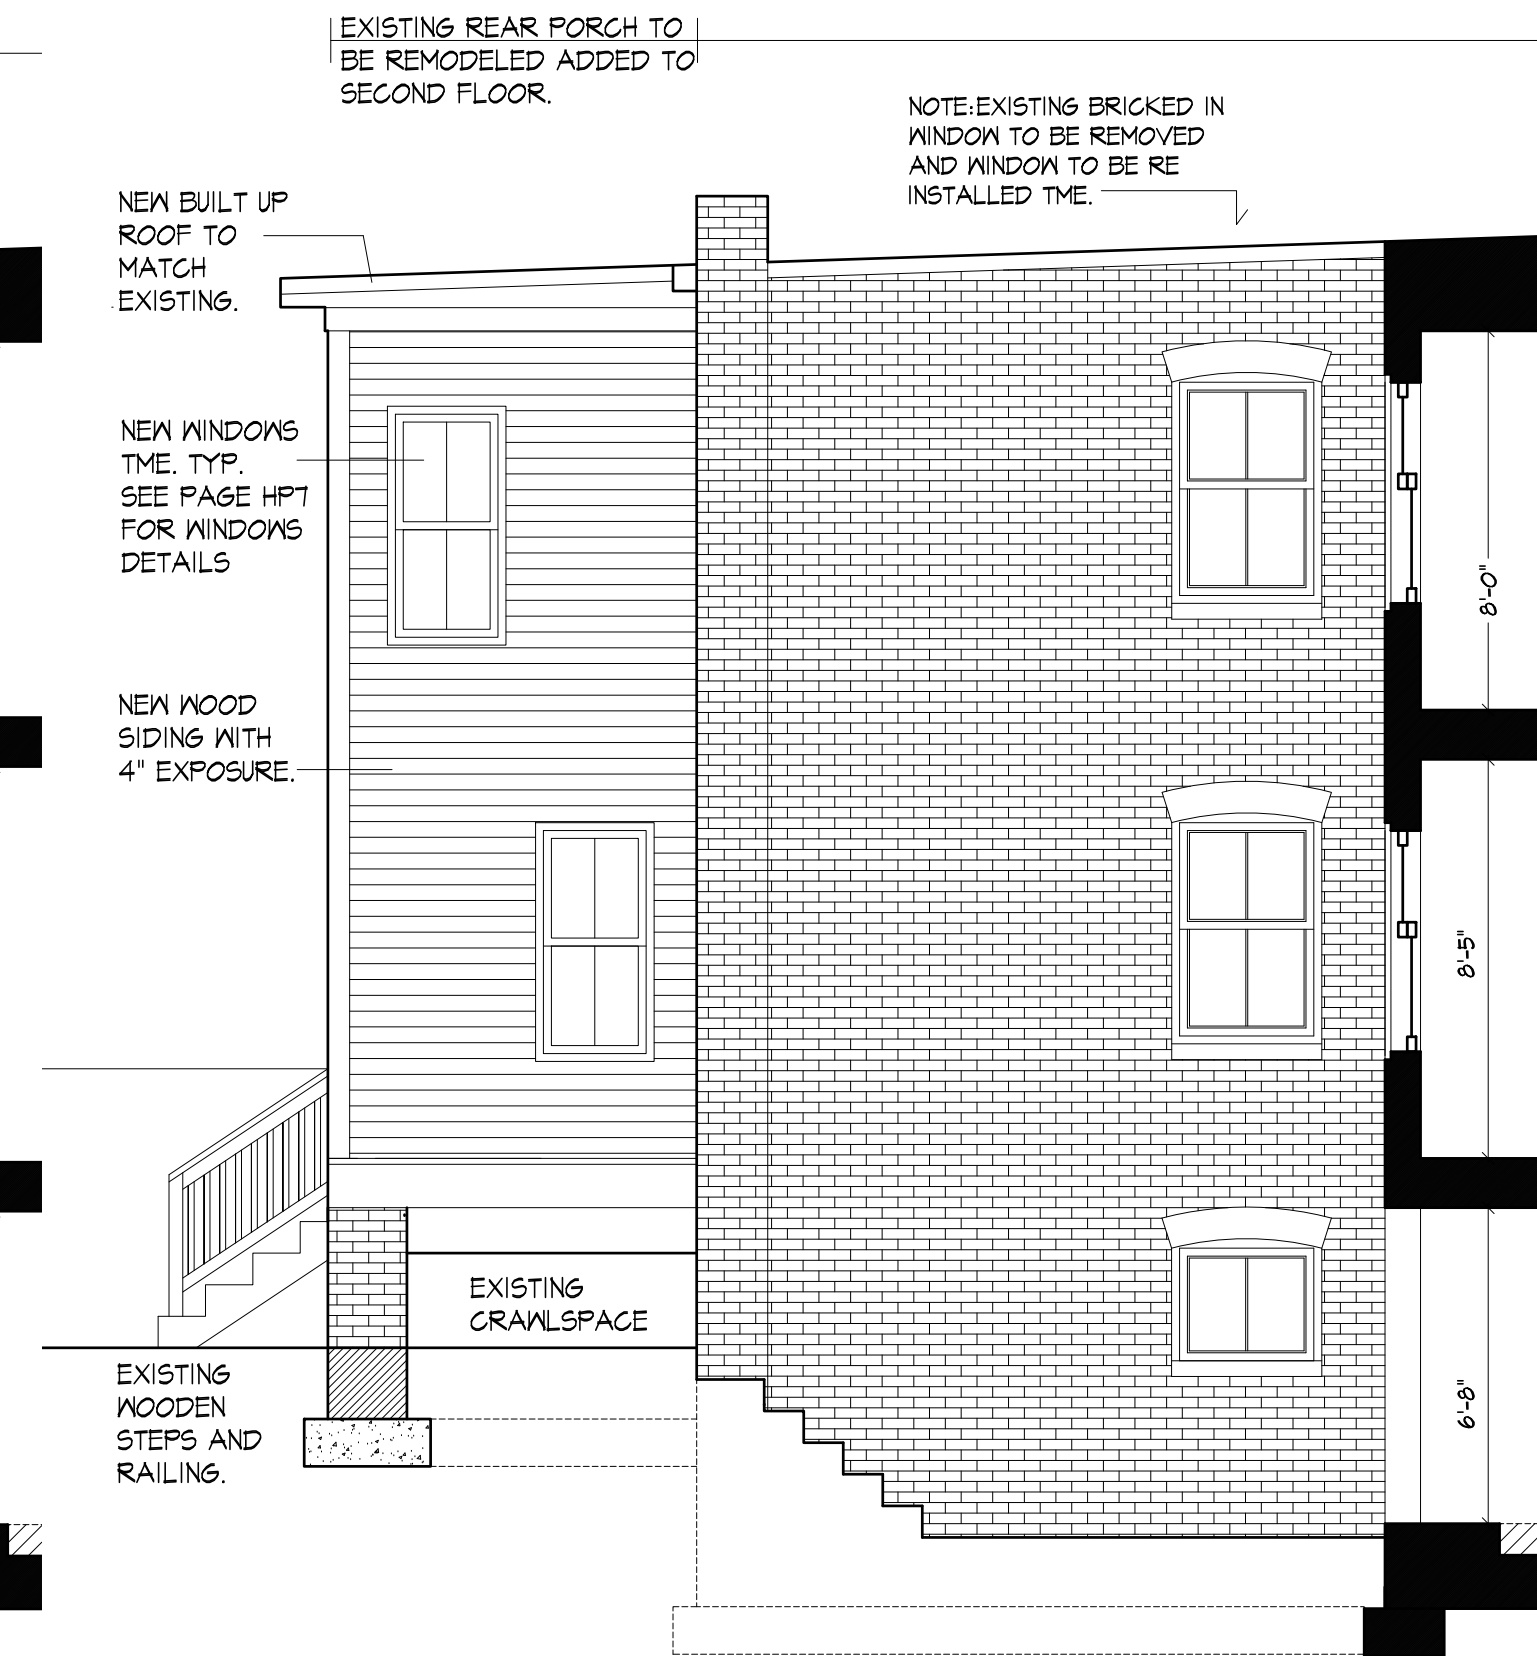 EXISTING REAR PORCH TO
BE REMODELED ADDED TO
SECOND FLOOR.
NOTE:EXISTING BRICKED IN
WINDOW TO BE REMOVED
AND WINDOW TO BE RE
INSTALLED TME.
NEW BUILT UP
ROOF TO
MATCH
EXISTING.
NEW WINDOWS
TME. TYP.
SEE PAGE HP7
FOR WINDOWS
DETAILS
8'-0"
NEW WOOD
SIDING WITH
4" EXPOSURE.
8'-5"
EXISTING
CRAWLSPACE
EXISTING
WOODEN
STEPS AND
RAILING.
6'-8"